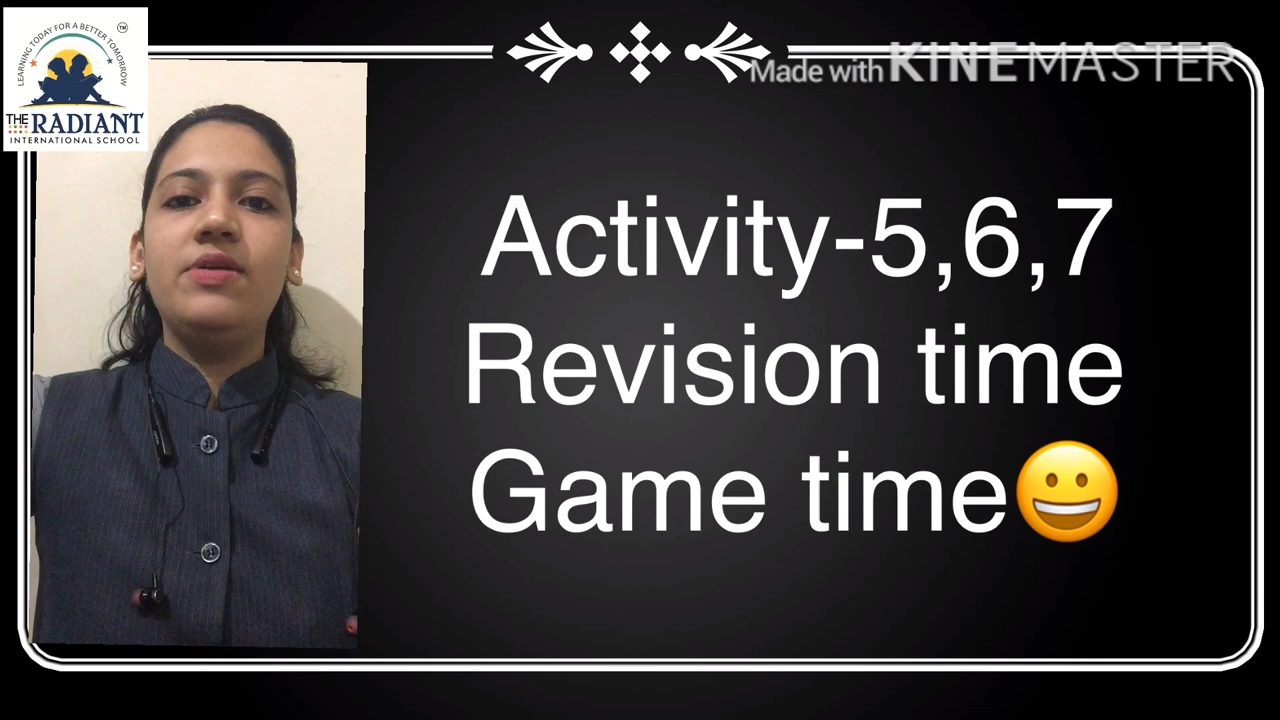 LEARNING TODAY FOR A BETTER TOMORROW
TM
THE RADIANT
INTERNATIONAL SCHOOL
Made with KINEMASTER
Activity-5,6,7
Revision time
Game time😀